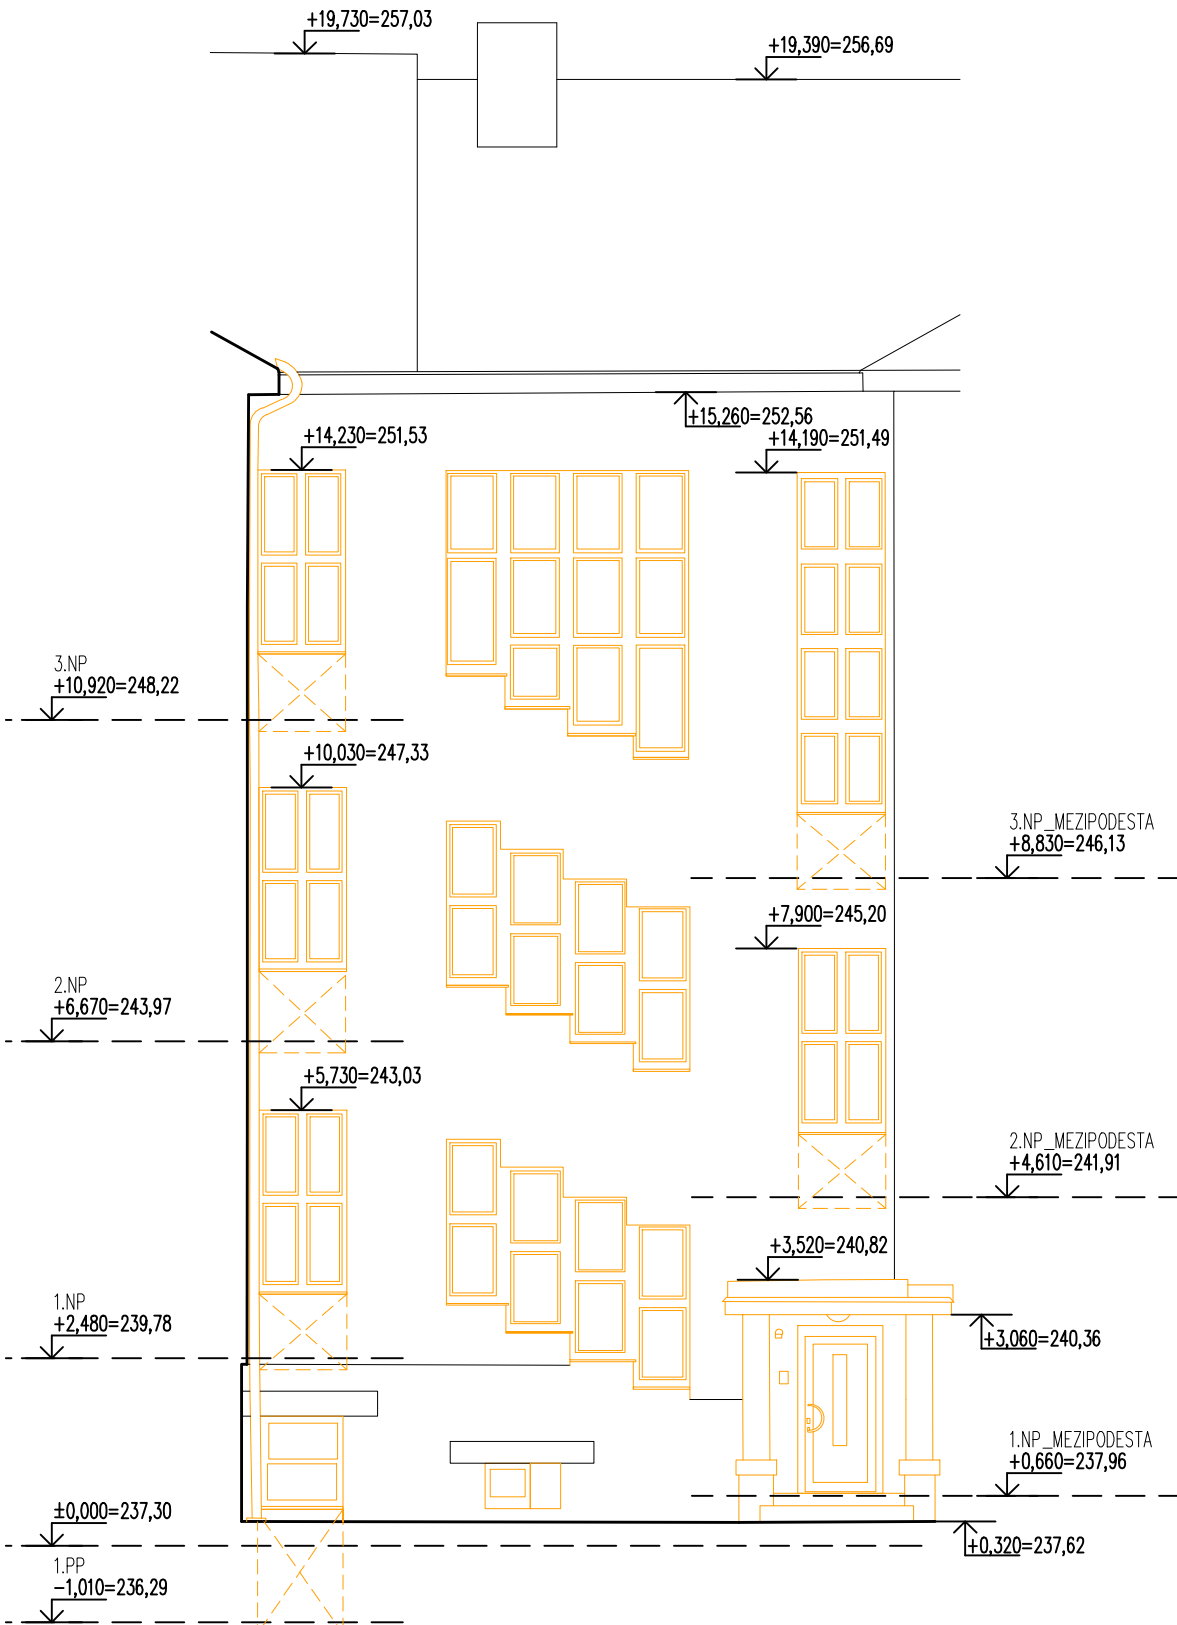 +19,730=257,03
+19,390=256,69
+15,260=252,56
+14,230=251,53
+14,190=251,49
3.NP
+10,920=248,22
+10,030=247,33
3.NP_MEZIPODESTA
+8,830=246,13
+7,900=245,20
2.NP
+6,670=243,97
+5,730=243,03
2.NP_MEZIPODESTA
+4,610=241,91
+3,520=240,82
1.NP
+2,480=239,78
+3,060=240,36
1.NP_MEZIPODESTA
+0,660=237,96
±0,000=237,30
+0,320=237,62
1.PP
−1,010=236,29